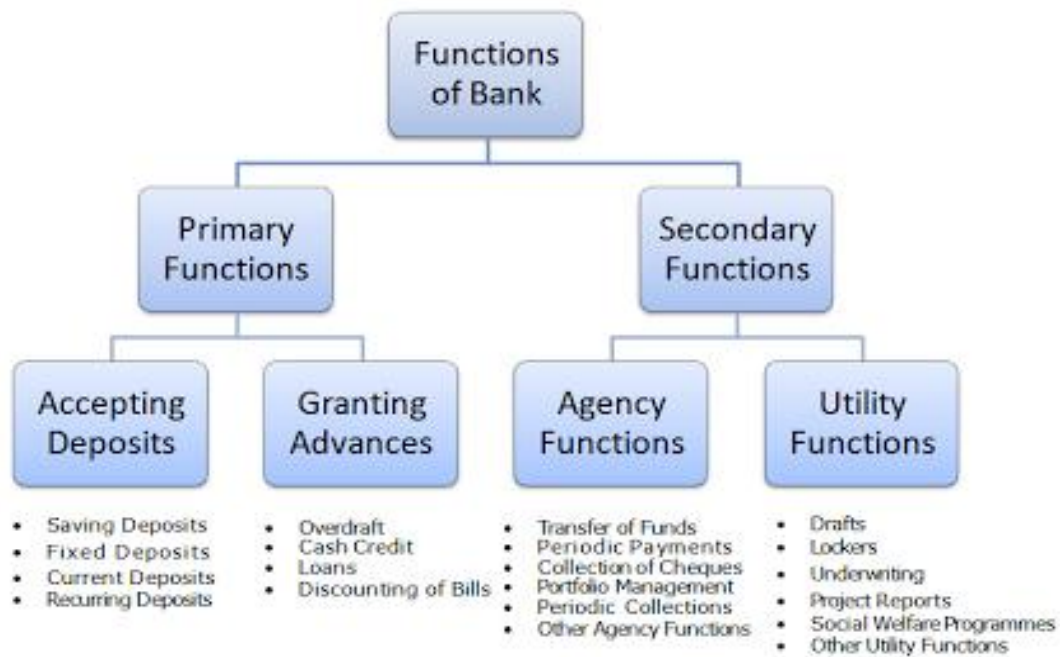 Functions
of Bank
Primary
Functions
Secondary
Functions
Accepting
Deposits
Granting
Advances
Agency
Functions
Utility
Functions
• Saving Deposits
• Fixed Deposits
• Current Deposits
• Recurring Deposits
• Overdraft
• Cash Credit
• Loans
• Discounting of Bills
• Transfer of Funds
• Periodic Payments
• Collection of Cheques
• Portfolio Management
• Periodic Collections
• Other Agency Functions
• Drafts
• Lockers
• Underwriting
• Project Reports
• Social Welfare Programmes
• Other Utility Functions